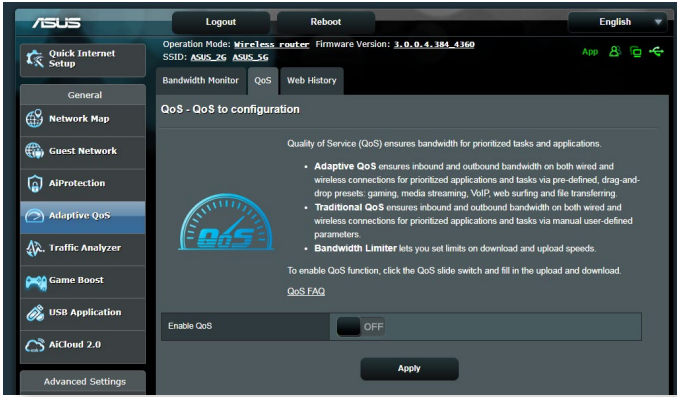 ASUS
Logout
Reboot
English
Quick Internet
Setup
General
Network Map
Guest Network
AiProtection
Adaptive QoS
Traffic Analyzer
Game Boost
USB Application
AiCloud 2.0
Advanced Settings
Operation Mode: Wireless router Firmware Version: 3.0.0.4.384_4360
SSID: ASUS_2G ASUS_5G
App
Bandwidth Monitor
QoS
Web History
QoS - QoS to configuration
QoS
Quality of Service (QoS) ensures bandwidth for prioritized tasks and applications.
• Adaptive QoS ensures inbound and outbound bandwidth on both wired and
wireless connections for prioritized applications and tasks via pre-defined, drag-and-
drop presets: gaming, media streaming, VoIP, web surfing and file transferring.
• Traditional QoS ensures inbound and outbound bandwidth on both wired and
wireless connections for prioritized applications and tasks via manual user-defined
parameters.
• Bandwidth Limiter lets you set limits on download and upload speeds.
To enable QoS function, click the QoS slide switch and fill in the upload and download.
QoS FAQ
Enable QoS
OFF
Apply